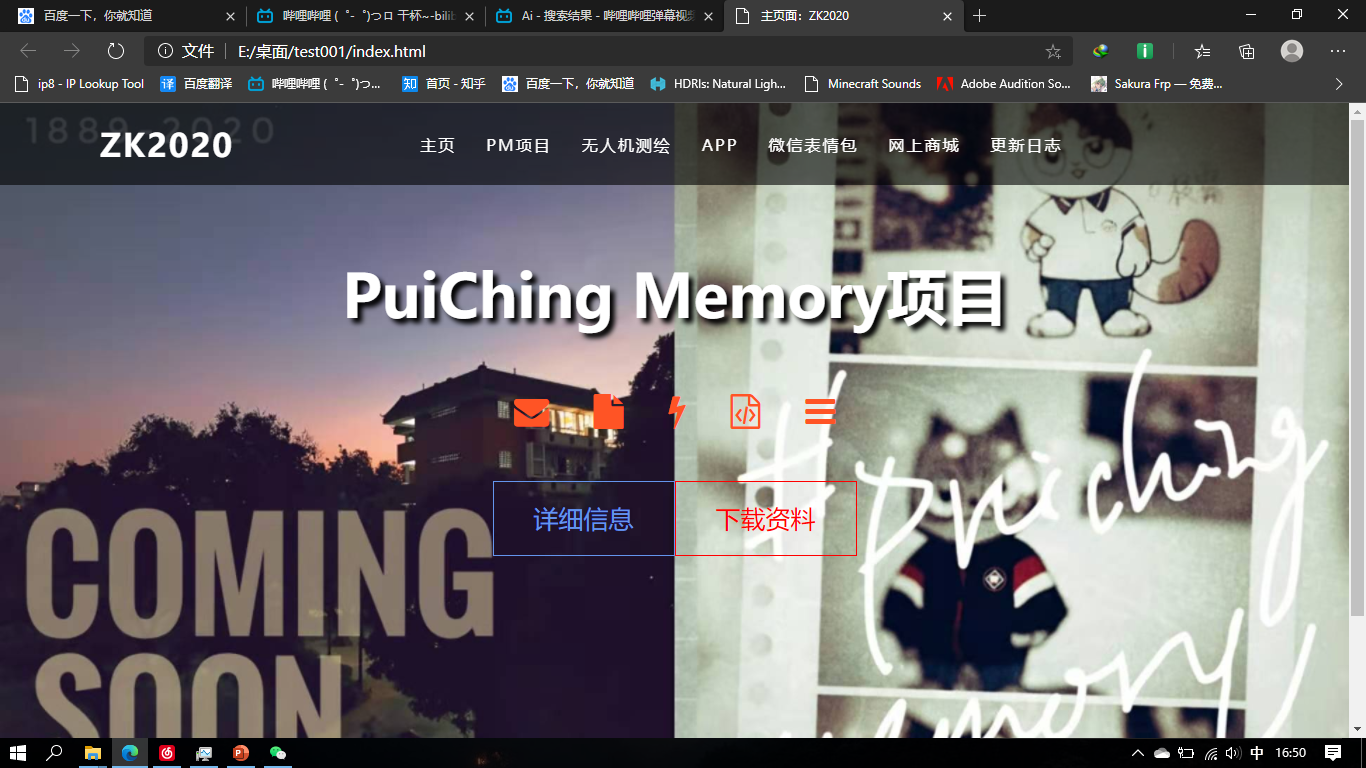 百度一下，你就知道
哔哩哔哩 (゜-゜)つロ 干杯~-bilib
Ai - 搜索结果 - 哔哩哔哩弹幕视频
主页面：ZK2020
文件 E:/桌面/test001/index.html
ip8 - IP Lookup Tool
百度翻译
哔哩哔哩 (゜-゜)つ...
首页 - 知乎
百度一下，你就知道
HDRIs: Natural Ligh...
Minecraft Sounds
Adobe Audition So...
Sakura Frp — 免费...
1889-2020
ZK2020
主页
PM项目
无人机测绘
APP
微信表情包
网上商城
更新日志
PuiChing Memory项目
详细信息
下载资料
COMING
SOON
#puiching
memory
中
16:50